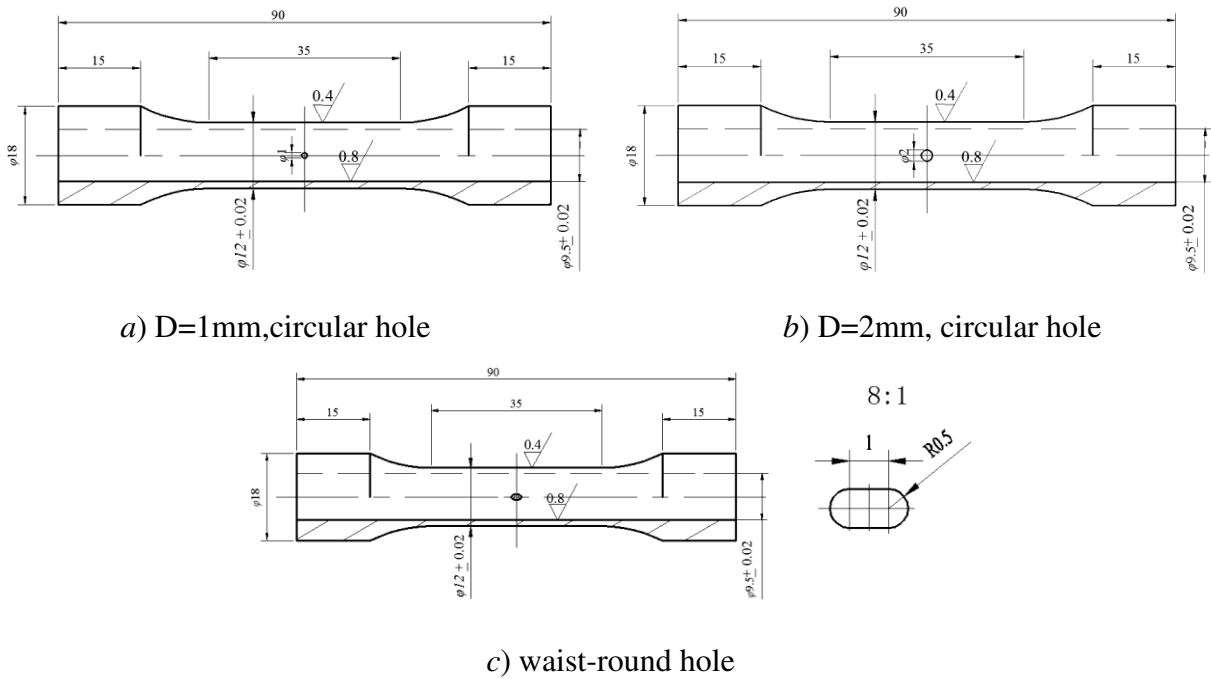 90
15
35
15
0.4
φ18
φ1
0.8
φ12 ± 0.02
φ9.5± 0.02
a) D=1mm,circular hole
90
15
35
15
0.4
φ18
φ2
0.8
φ12 ± 0.02
φ9.5± 0.02
b) D=2mm, circular hole
90
15
35
15
0.4
φ18
0.8
φ12 ± 0.02
φ9.5± 0.02
8:1
1
R0.5
c) waist-round hole